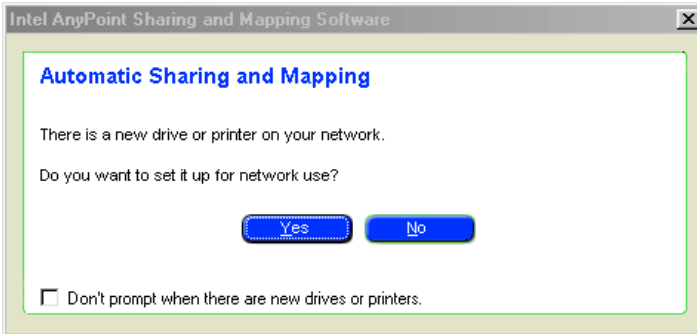 Intel AnyPoint Sharing and Mapping Software
Automatic Sharing and Mapping
There is a new drive or printer on your network.
Do you want to set it up for network use?
Yes No
Don't prompt when there are new drives or printers.